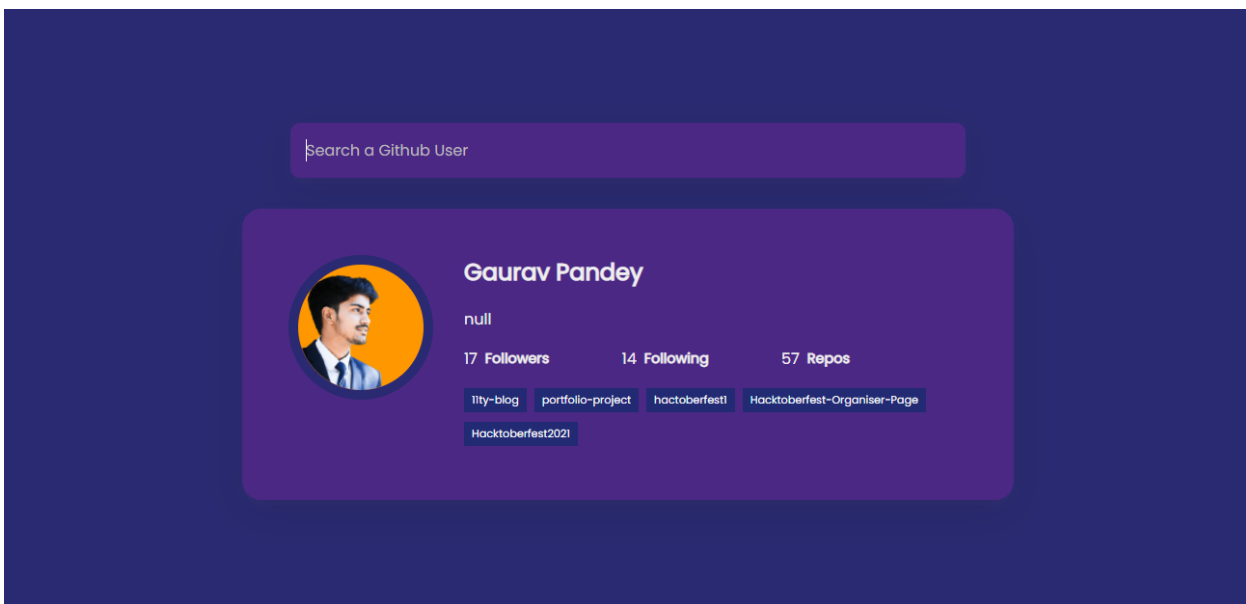 Search a Github User
Gaurav Pandey
null
17 Followers 14 Following 57 Repos
11ty-blog portfolio-project hactoberfest1 Hacktoberfest-Organiser-Page
Hacktoberfest2021